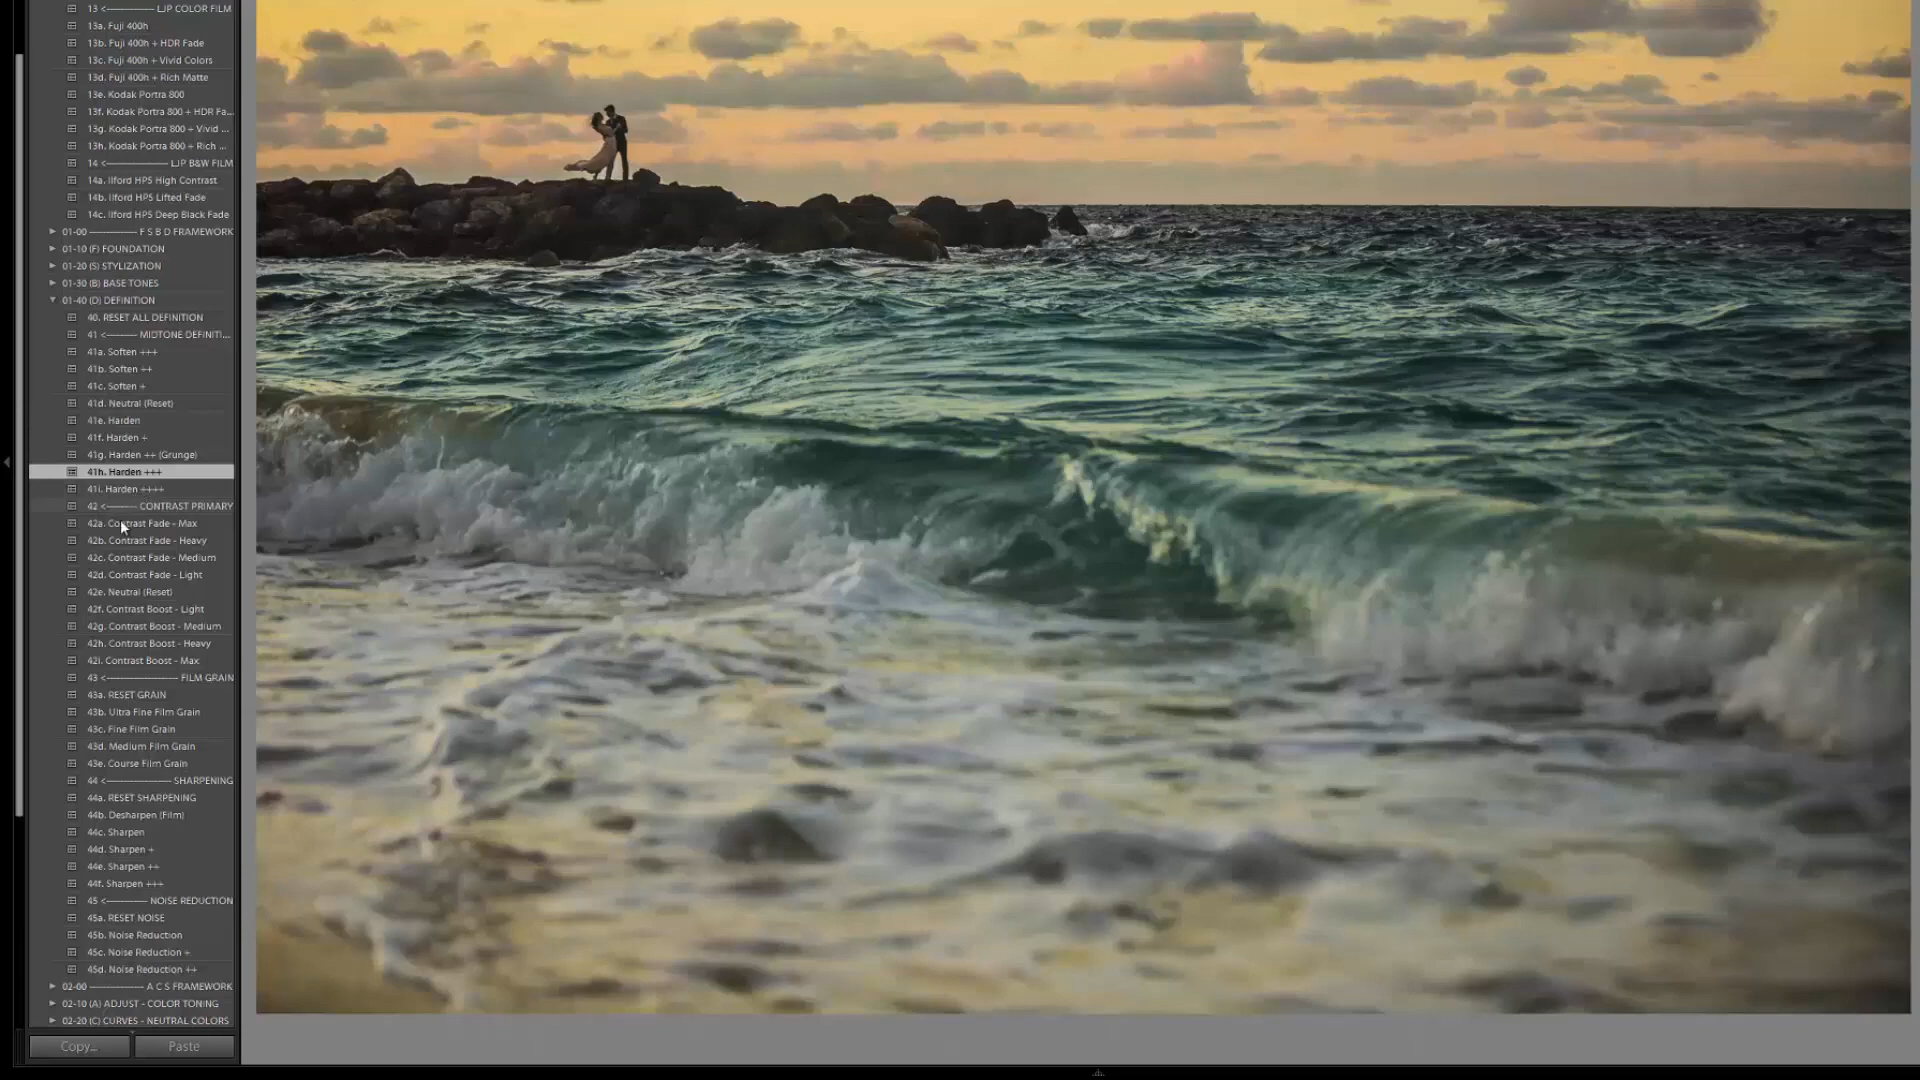 13 <---------- LJP COLOR FILM
13a. Fuji 400h
13b. Fuji 400h + HDR Fade
13c. Fuji 400h + Vivid Colors
13d. Fuji 400h + Rich Matte
13e. Kodak Portra 800
13f. Kodak Portra 800 + HDR Fa...
13g. Kodak Portra 800 + Vivid ...
13h. Kodak Portra 800 + Rich ...
14 <------------- LJP B&W FILM
14a. Ilford HP5 High Contrast
14b. Ilford HP5 Lifted Fade
14c. Ilford HP5 Deep Black Fade
01-00 ---------- F S B D FRAMEWORK
01-10 (F) FOUNDATION
01-20 (S) STYLIZATION
01-30 (B) BASE TONES
01-40 (D) DEFINITION
40. RESET ALL DEFINITION
41 <------- MIDTONE DEFINITI...
41a. Soften +++
41b. Soften ++
41c. Soften +
41d. Neutral (Reset)
41e. Harden
41f. Harden +
41g. Harden ++ (Grunge)
41h. Harden +++
41i. Harden ++++
42 <------- CONTRAST PRIMARY
42a. Contrast Fade - Max
42b. Contrast Fade - Heavy
42c. Contrast Fade - Medium
42d. Contrast Fade - Light
42e. Neutral (Reset)
42f. Contrast Boost - Light
42g. Contrast Boost - Medium
42h. Contrast Boost - Heavy
42i. Contrast Boost - Max
43 <---------------- FILM GRAIN
43a. RESET GRAIN
43b. Ultra Fine Film Grain
43c. Fine Film Grain
43d. Medium Film Grain
43e. Course Film Grain
44 <--------------- SHARPENING
44a. RESET SHARPENING
44b. Desharpen (Film)
44c. Sharpen
44d. Sharpen +
44e. Sharpen ++
44f. Sharpen +++
45 <--------- NOISE REDUCTION
45a. RESET NOISE
45b. Noise Reduction
45c. Noise Reduction +
45d. Noise Reduction ++
02-00 ------------- A C S FRAMEWORK
02-10 (A) ADJUST - COLOR TONING
02-20 (C) CURVES - NEUTRAL COLORS
Copy... Paste